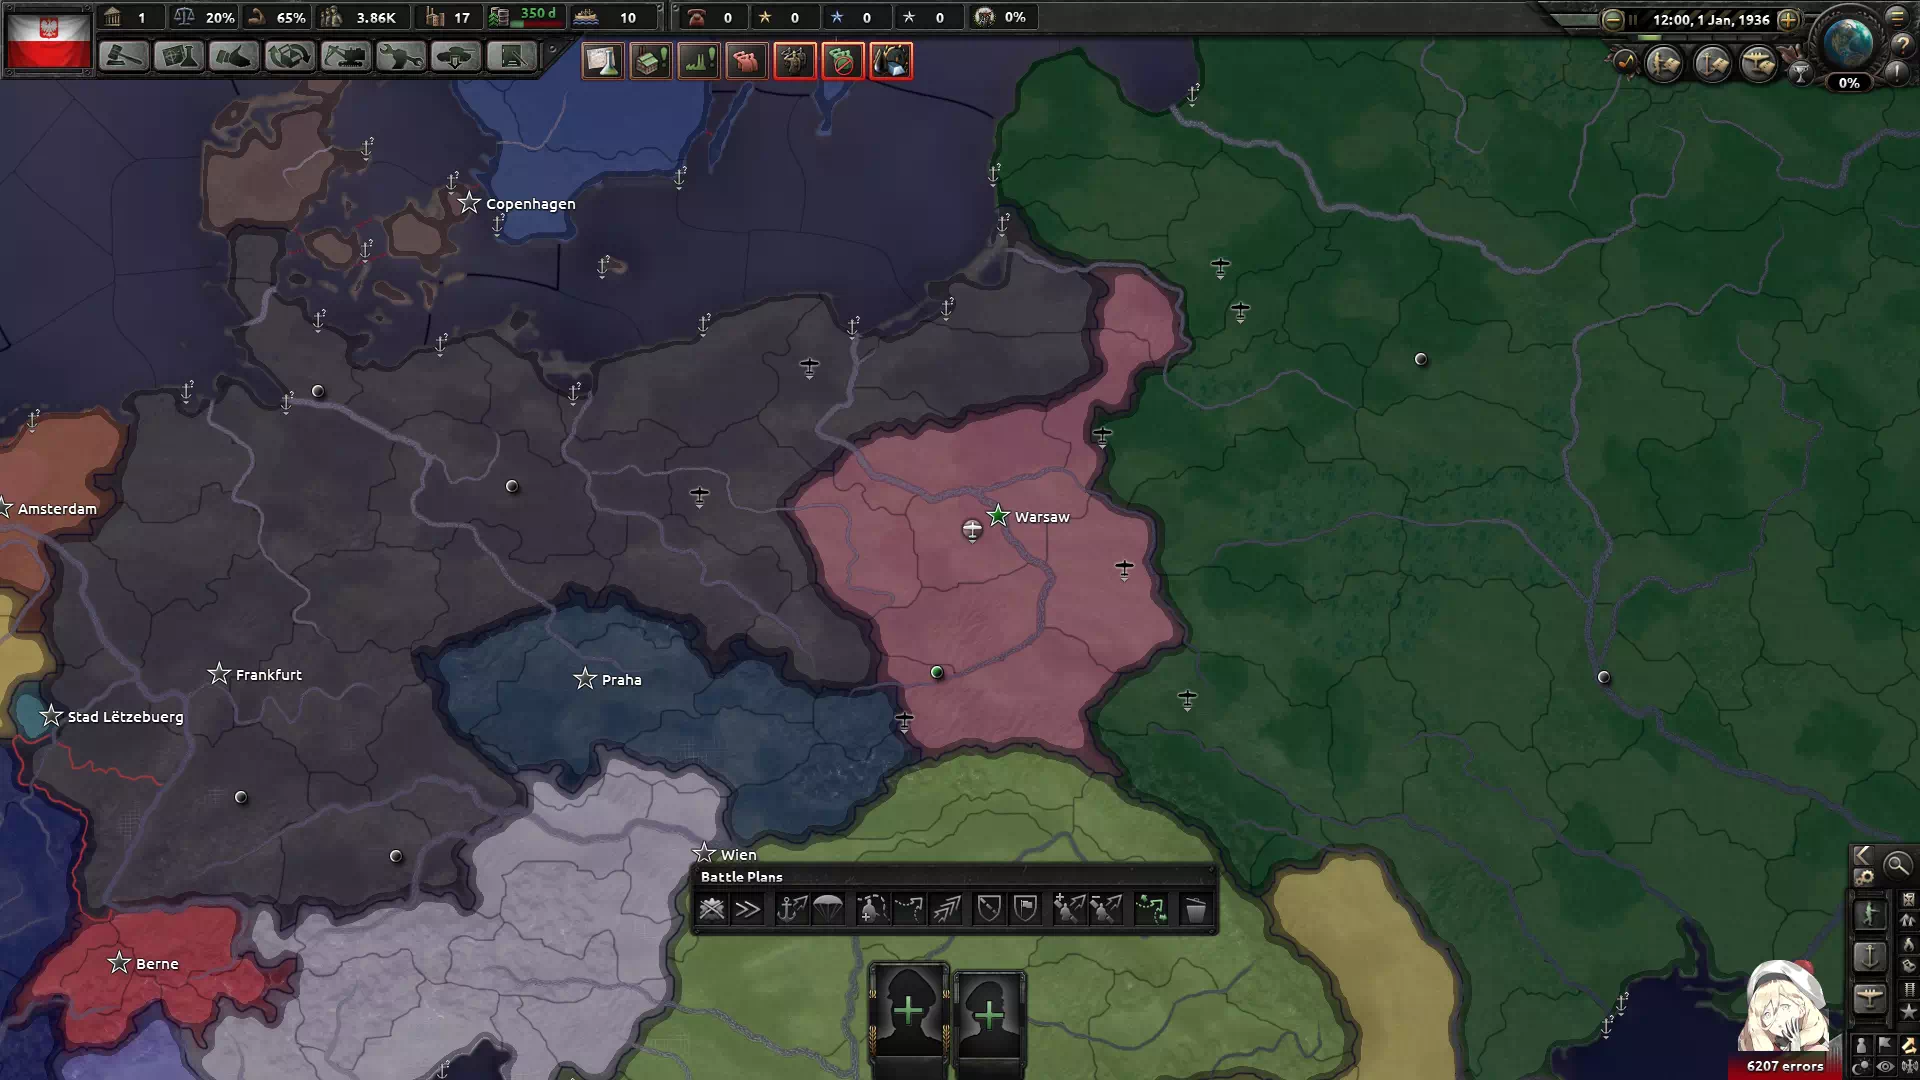 1
20%
65%
3.86K
17
350 d
10
0
0
0
0
0%
12:00, 1 Jan, 1936
0%
Copenhagen
Amsterdam
Warsaw
Frankfurt
Praha
Stad Lëtzebuerg
Wien
Battle Plans
Berne
6207 errors